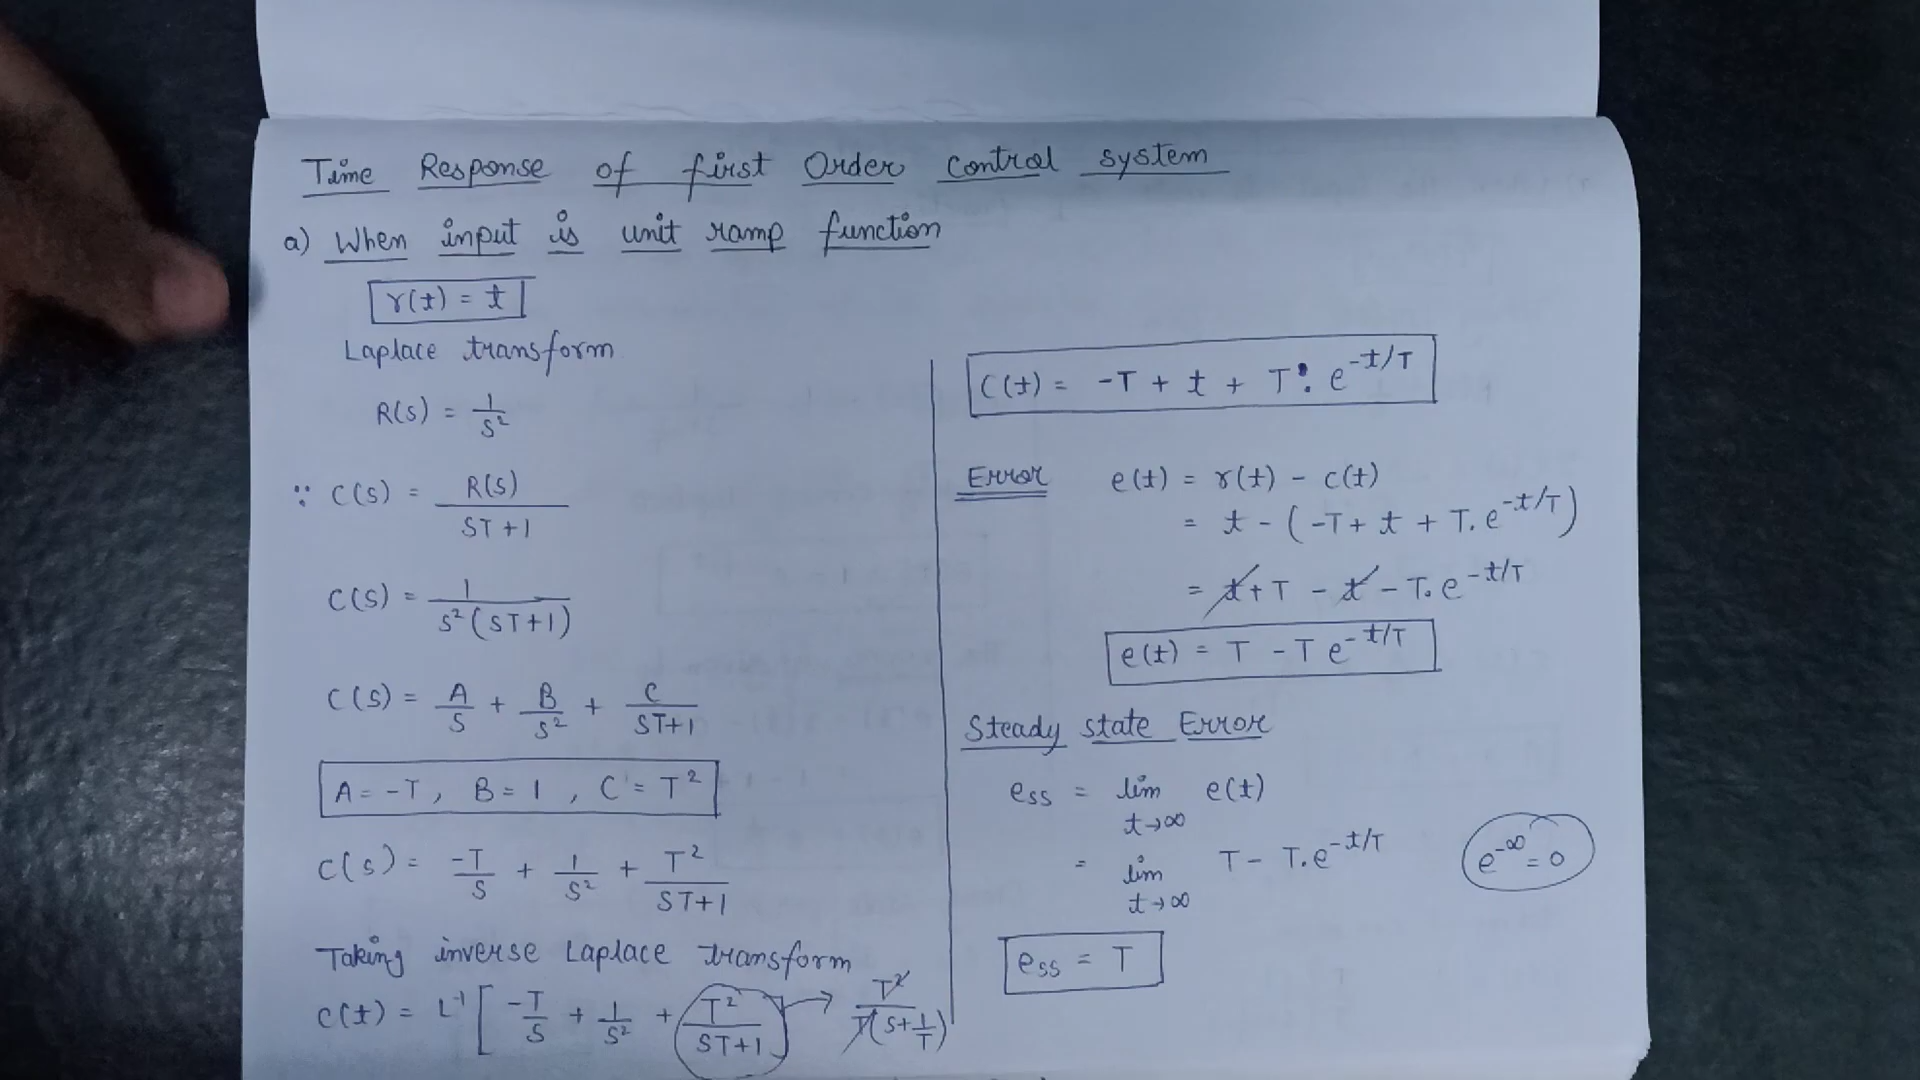 Time Response of first Order control system
a) When input is unit ramp function
r(t) = t
Laplace transform
R(s) = 1/s²
∵ C(s) = R(s)/(ST+1)
C(s) = 1/(s²(ST+1))
C(s) = A/S + B/S² + C/(ST+1)
A = -T, B = 1, C = T²
C(s) = -T/S + 1/S² + T²/(ST+1)
Taking inverse Laplace transform
c(t) = L⁻¹[ -T/S + 1/S² + T²/(ST+1) → T²/(T(S+1/T))
C(t) = -T + t + T. e^(-t/T)
Error e(t) = r(t) - c(t)
= t - (-T + t + T. e^(-t/T))
= t + T - t - T. e^(-t/T)
e(t) = T - T e^(-t/T)
Steady state Error
ess = lim t→∞ e(t)
= lim t→∞ T - T. e^(-t/T)
e^(-∞) = 0
ess = T